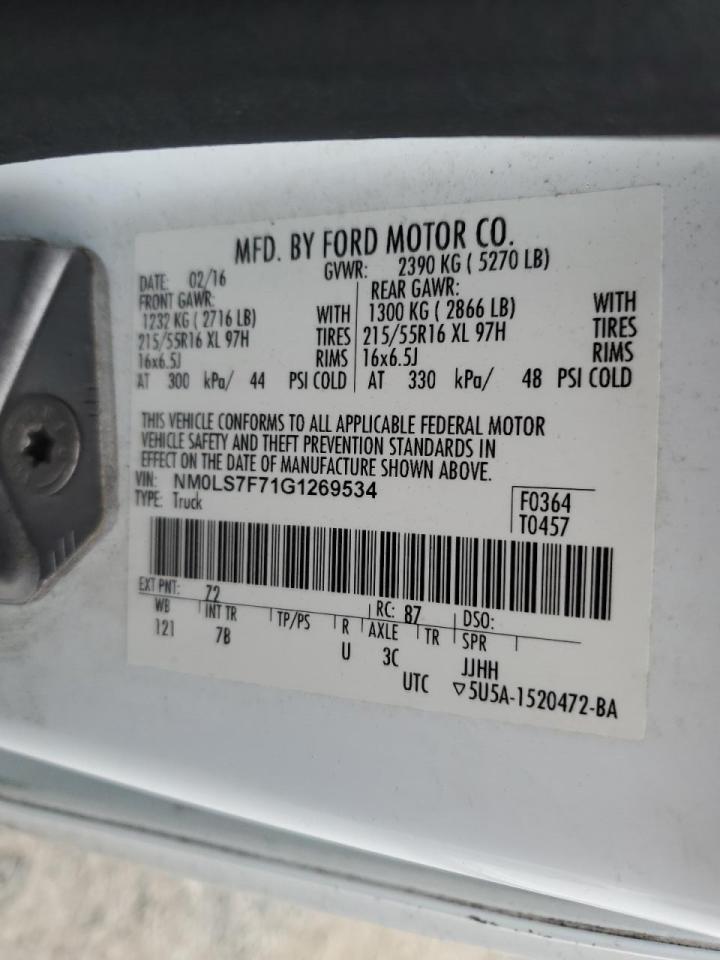 MFD. BY FORD MOTOR CO.
DATE: 02/16 GVWR: 2390 KG ( 5270 LB)
FRONT GAWR: REAR GAWR:
1232 KG ( 2716 LB) WITH 1300 KG ( 2866 LB) WITH
215/55R16 XL 97H TIRES 215/55R16 XL 97H TIRES
16x6.5J RIMS 16x6.5J RIMS
AT 300 kPa/ 44 PSI COLD AT 330 kPa/ 48 PSI COLD
THIS VEHICLE CONFORMS TO ALL APPLICABLE FEDERAL MOTOR
VEHICLE SAFETY AND THEFT PREVENTION STANDARDS IN
EFFECT ON THE DATE OF MANUFACTURE SHOWN ABOVE.
VIN: NM0LS7F71G1269534
TYPE: Truck
F0364
T0457
EXT PNT: 72 RC: 87 DSO:
WB INT TR TP/PS R AXLE TR SPR
121 7B U 3C JJHH
UTC ▽5U5A-1520472-BA